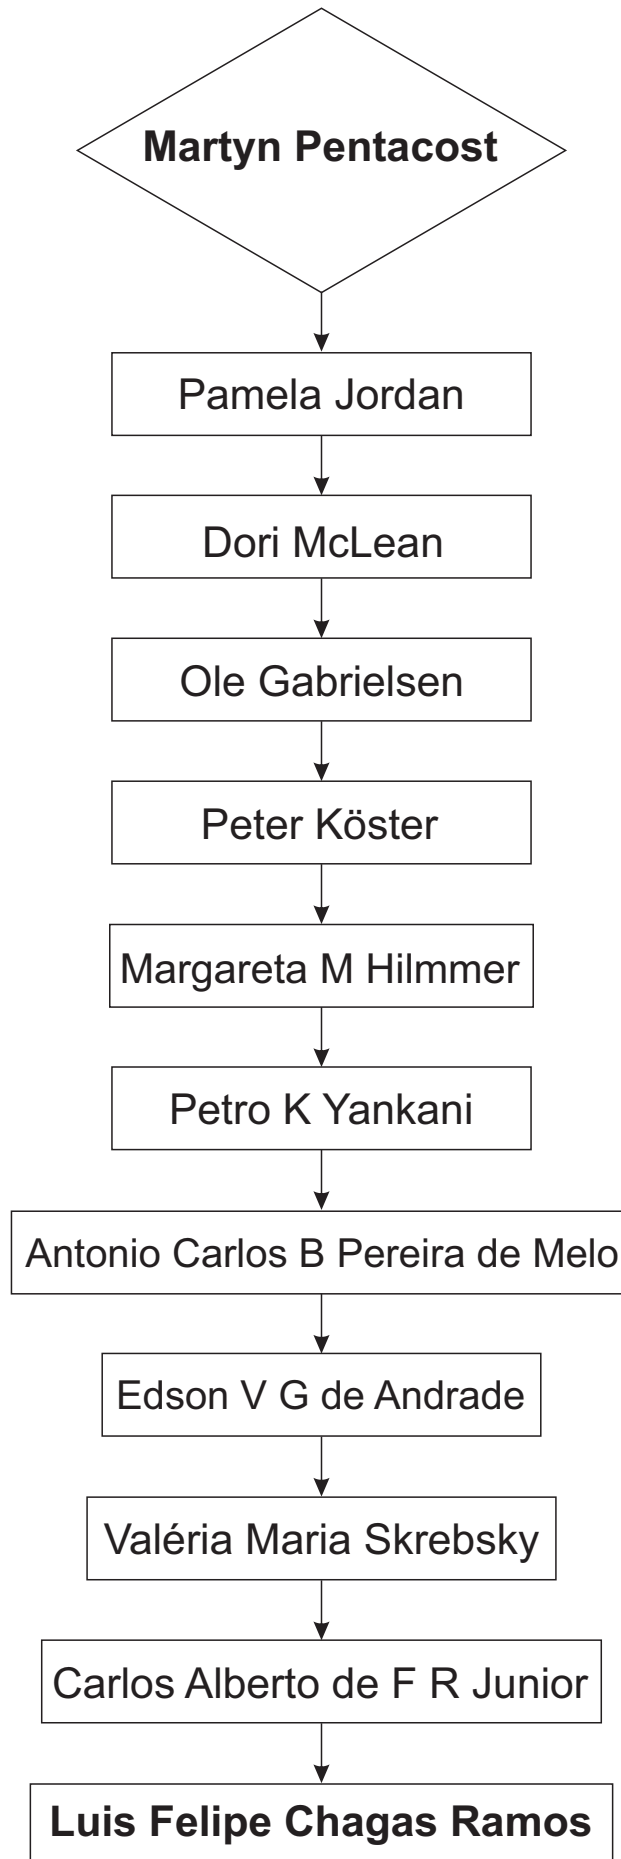 Martyn Pentacost
Pamela Jordan
Dori McLean
Ole Gabrielsen
Peter Köster
Margareta M Hilmmer
Petro K Yankani
Antonio Carlos B Pereira de Melo
Edson V G de Andrade
Valéria Maria Skrebsky
Carlos Alberto de F R Junior
Luis Felipe Chagas Ramos